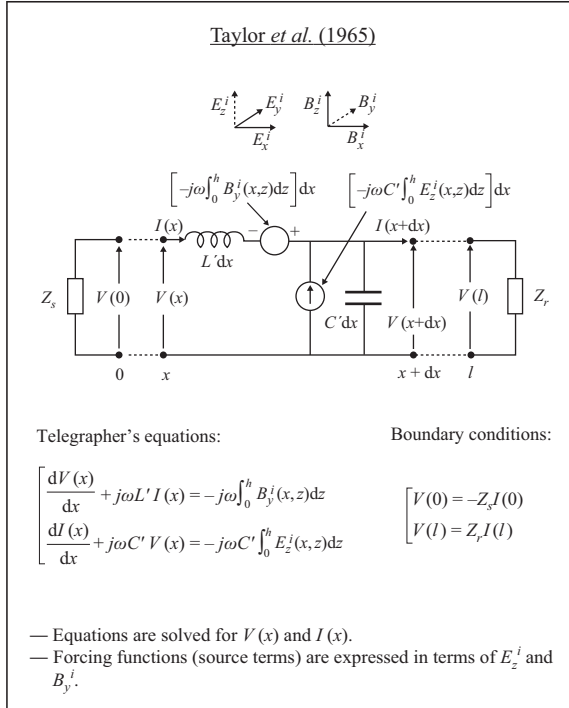 Taylor et al. (1965)
E_z^i E_y^i B_z^i B_y^i
E_x^i B_x^i
[−jω∫_0^h B_y^i(x,z)dz]dx [−jωC′∫_0^h E_z^i(x,z)dz]dx
I(x) − + I(x+dx)
L′dx
Z_s V(0) V(x) C′dx V(x+dx) V(l) Z_r
0 x x + dx l
Telegrapher's equations: Boundary conditions:
dV(x)/dx + jωL′ I(x) = −jω∫_0^h B_y^i(x,z)dz
dI(x)/dx + jωC′ V(x) = −jωC′ ∫_0^h E_z^i(x,z)dz
V(0) = −Z_sI(0)
V(l) = Z_rI(l)
— Equations are solved for V(x) and I(x).
— Forcing functions (source terms) are expressed in terms of E_z^i and
B_y^i.